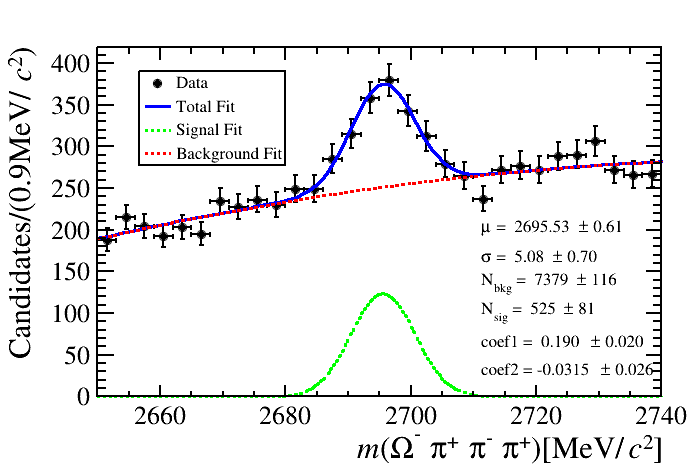 Candidates/(0.9MeV/ c²)
400
350
300
250
200
150
100
50
0
Data
Total Fit
Signal Fit
Background Fit
μ = 2695.53 ± 0.61
σ = 5.08 ± 0.70
N_bkg = 7379 ± 116
N_sig = 525 ± 81
coef1 = 0.190 ± 0.020
coef2 = -0.0315 ± 0.026
2660 2680 2700 2720 2740
m(Ω⁻ π⁺ π⁻ π⁺)[MeV/c²]